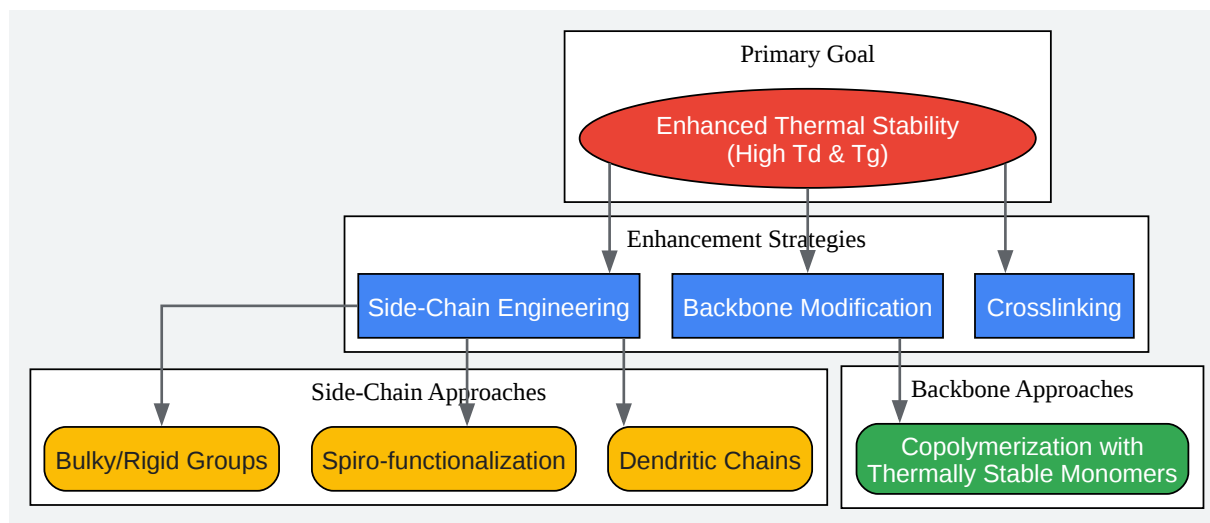 Primary Goal
Enhanced Thermal Stability
(High Td & Tg)
Enhancement Strategies
Side-Chain Engineering
Backbone Modification
Crosslinking
Side-Chain Approaches
Bulky/Rigid Groups
Spiro-functionalization
Dendritic Chains
Backbone Approaches
Copolymerization with
Thermally Stable Monomers